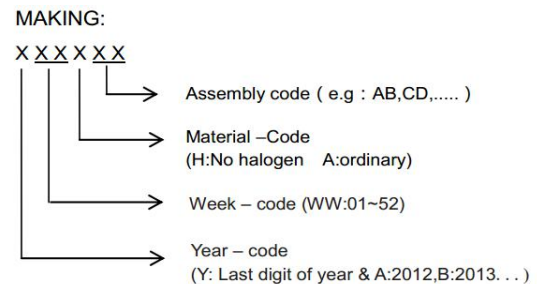 MAKING:
X X X X X X
Assembly code ( e.g : AB,CD,..... )
Material –Code
(H:No halogen A:ordinary)
Week – code (WW:01~52)
Year – code
(Y: Last digit of year & A:2012,B:2013. . . )